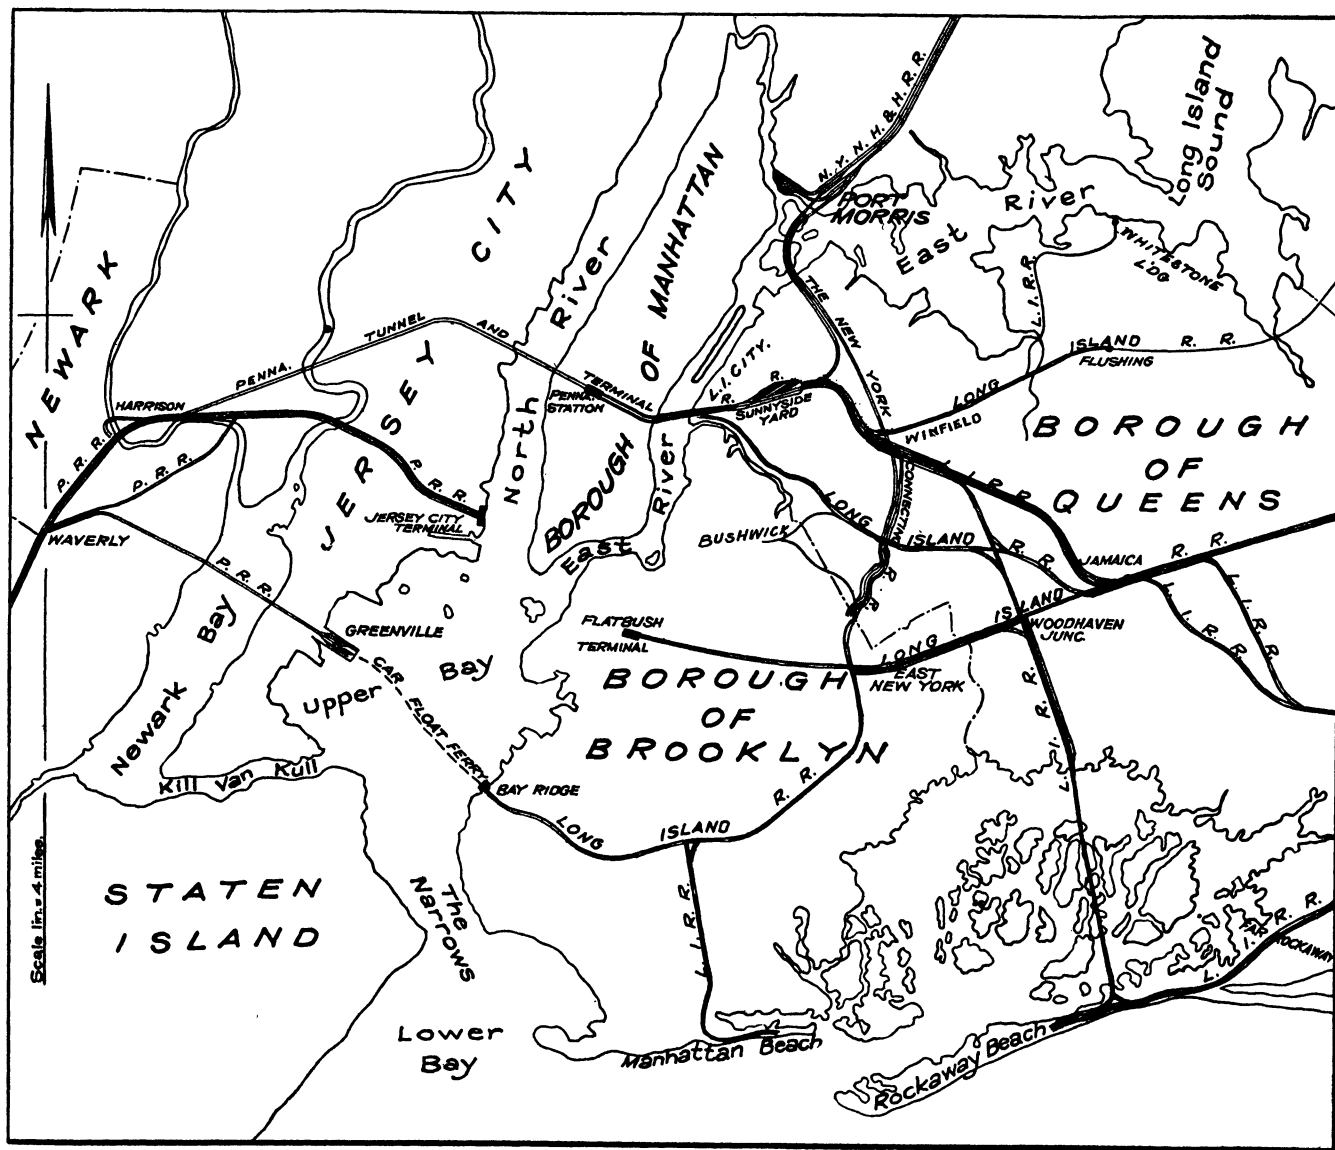 Long Island
Sound
N. Y. N. H. & H. R. R.
PORT
MORRIS
East River
WHITESTONE
L'D'G
L. I. R. R.
CITY
JERSEY
NEWARK
North River
BOROUGH OF MANHATTAN
THE NEW YORK
CONNECTING
R. R.
PENNA. TUNNEL AND TERMINAL
R. R.
PENNA.
STATION
L.I. CITY.
SUNNYSIDE
YARD
LONG ISLAND R. R.
FLUSHING
WINFIELD
HARRISON
P. R. R.
P. R. R.
P. R. R.
JERSEY CITY
TERMINAL
WAVERLY
P. R. R.
East River
BUSHWICK
LONG ISLAND R. R.
L. I. R. R.
BOROUGH
OF
QUEENS
JAMAICA
LONG ISLAND R. R.
L. I. R. R.
L. I. R. R.
WOODHAVEN
JUNC.
FLATBUSH
TERMINAL
EAST
NEW YORK
BOROUGH
OF
BROOKLYN
GREENVILLE
CAR FLOAT FERRY
Upper Bay
Newark Bay
Kill Van Kull
BAY RIDGE
LONG ISLAND R. R.
L. I. R. R.
L. I. R. R.
STATEN
ISLAND
The
Narrows
Lower
Bay
Manhattan Beach
Rockaway Beach
L. I. R. R.
FAR ROCKAWAY
Scale 1in.=4 miles.